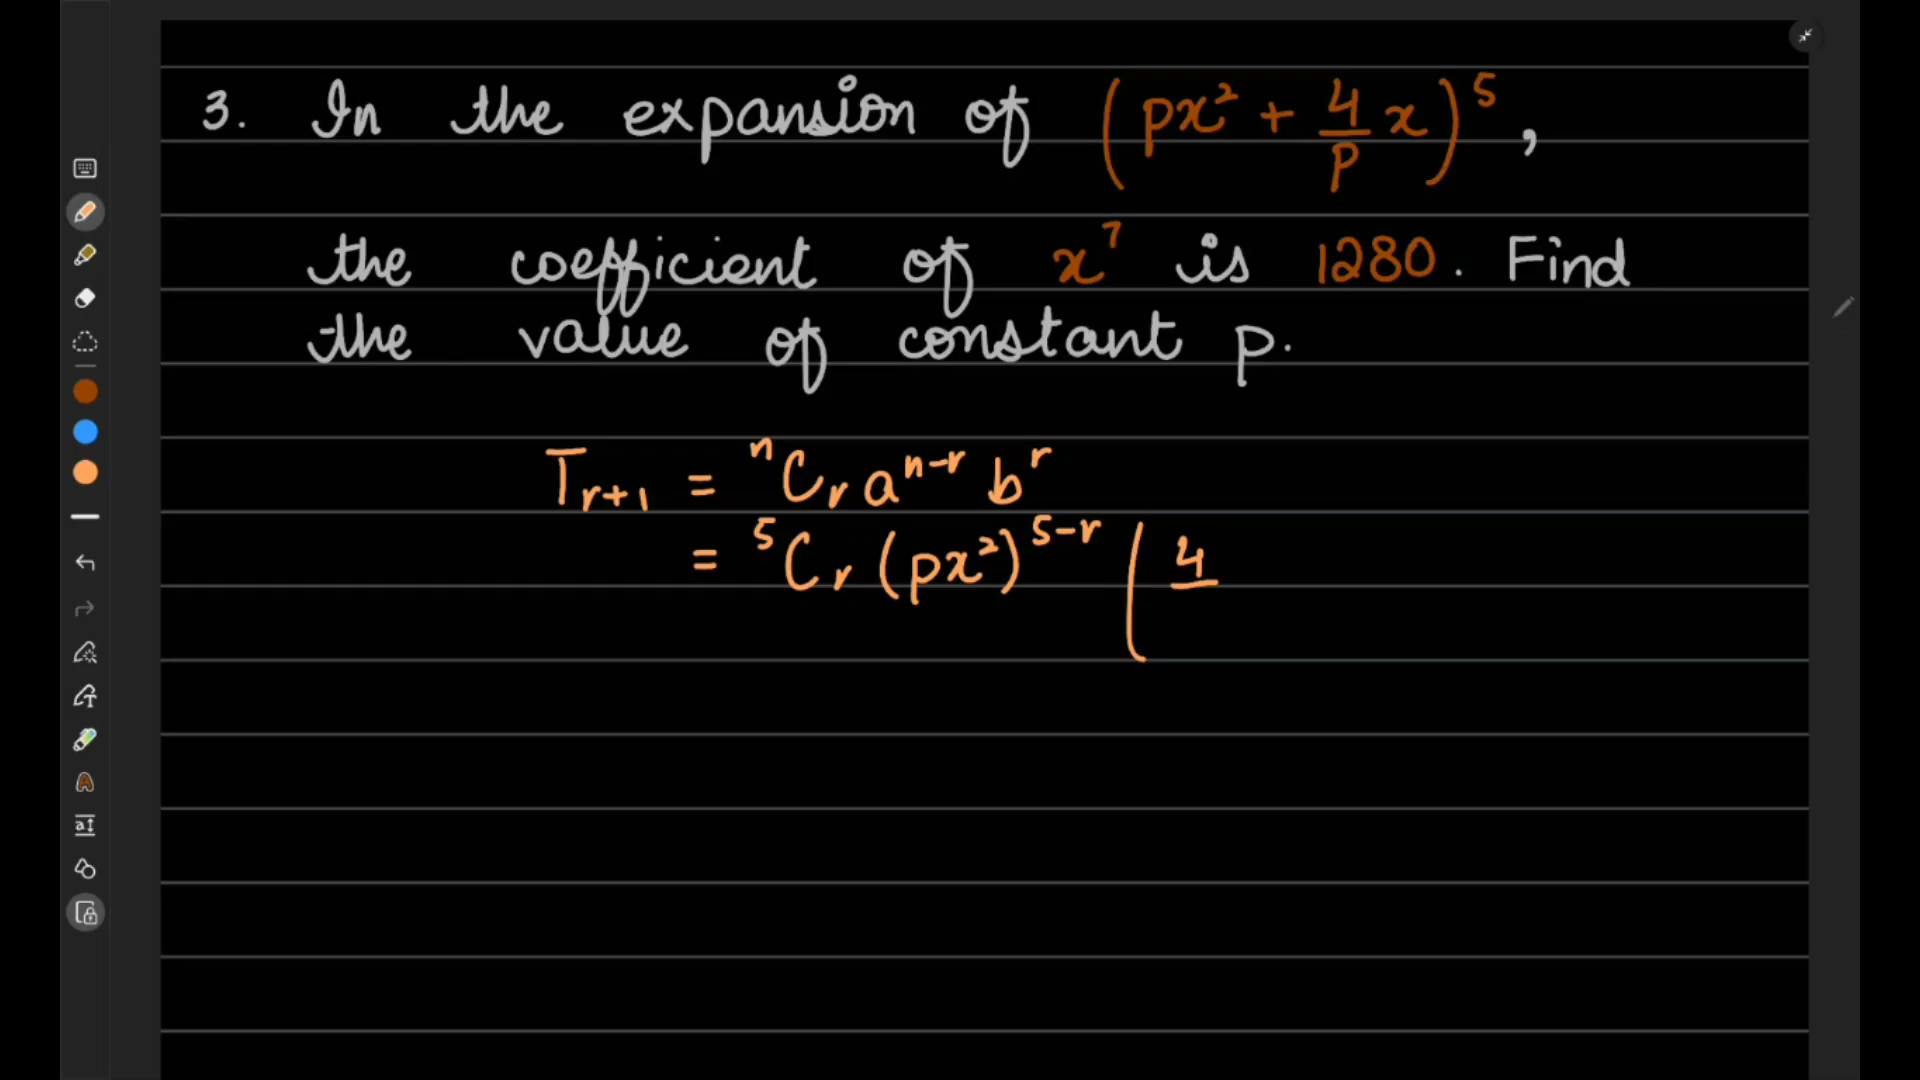 3. In the expansion of (px² + 4/p x)⁵,
the coefficient of x⁷ is 1280. Find
the value of constant p.
Tᵣ₊₁ = ⁿCᵣ aⁿ⁻ʳ bʳ
= ⁵Cᵣ (px²)⁵⁻ʳ (4